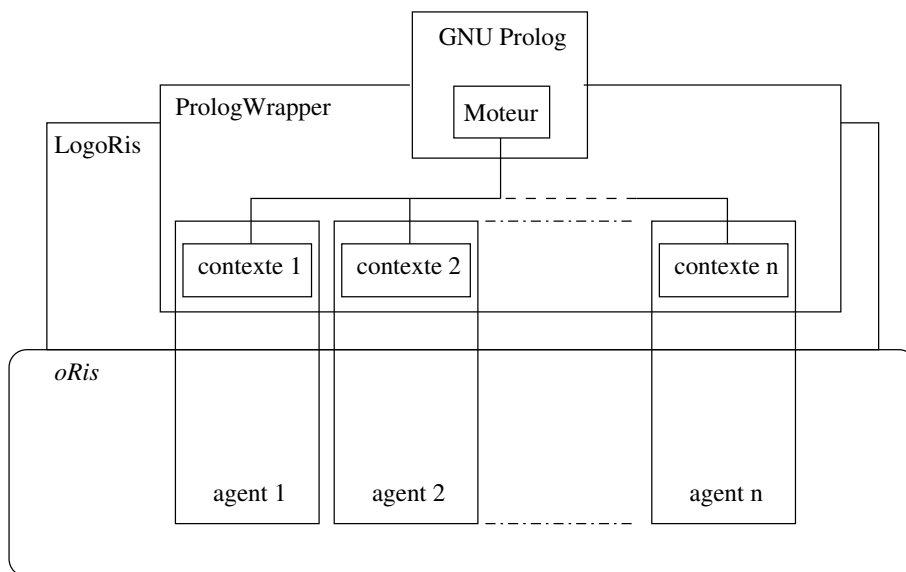 GNU Prolog
PrologWrapper
Moteur
LogoRis
contexte 1
contexte 2
contexte n
oRis
agent 1
agent 2
agent n